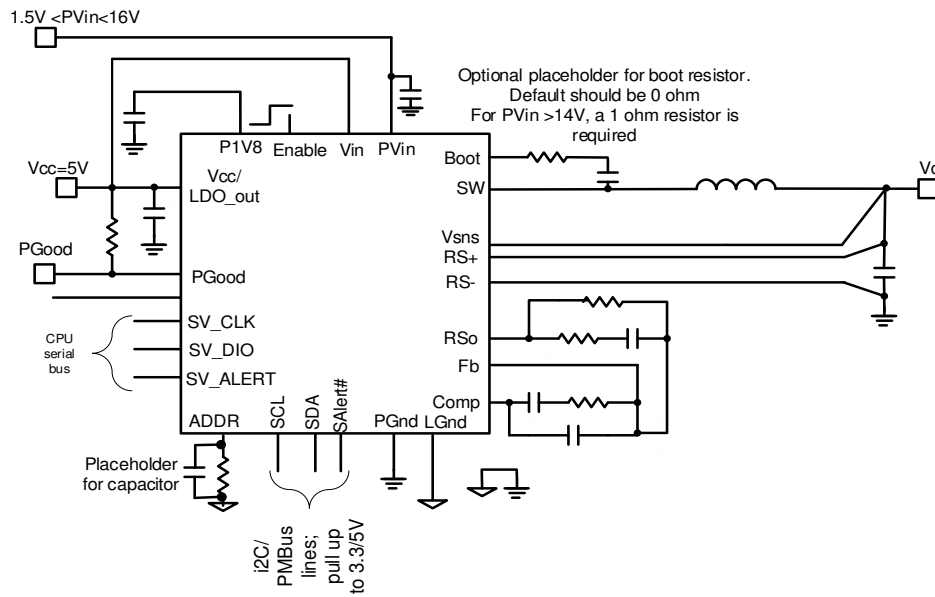 1.5V <PVin<16V
Optional placeholder for boot resistor.
Default should be 0 ohm
For PVin >14V, a 1 ohm resistor is
required
P1V8
Enable
Vin
PVin
Boot
Vcc=5V
Vcc/
LDO_out
SW
Vsns
PGood
PGood
RS+
RS-
SV_CLK
CPU
serial
bus
SV_DIO
SV_ALERT
RSo
Fb
Comp
ADDR
SCL
SDA
SAlert#
PGnd
LGnd
Placeholder
for capacitor
i2C/
PMBus
lines;
pull up
to 3.3/5V